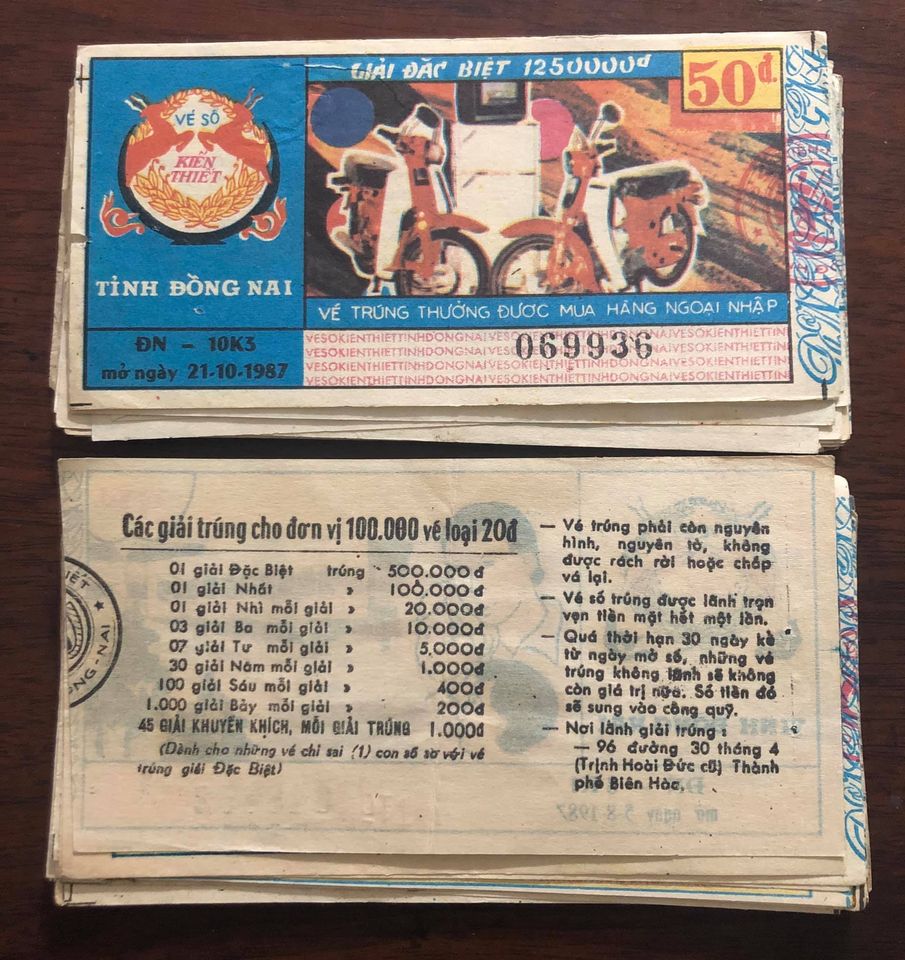 GIẢI ĐẶC BIỆT 1250000đ
50đ.
VÉ SỐ
KIẾN
THIẾT
TỈNH ĐỒNG NAI
VÉ TRÚNG THƯỞNG ĐƯỢC MUA HÀNG NGOẠI NHẬP
ĐN - 10K3
mở ngày 21-10-1987
VESOKIENTHIETTINHDONGNAIVESOKIENTHIETTINHDONGNAIVESOKIENTHIETTIN
069936
VESOKIENTHIETTINHDONGNAIVESOKIENTHIETTINHDONGNAIVESOKIENTHIETTINH
VESOKIENTHIETTINHDONGNAIVESOKIENTHIETTINHDONGNAIVESOKIENTHIETTINH
VESOKIENTHIETTINHDONGNAIVESOKIENTHIETTINHDONGNAIVESOKIENTHIETTINH
Các giải trúng cho đơn vị 100.000 vé loại 20đ
01 giải Đặc Biệt trúng 500.000đ
01 giải Nhất » 100.000đ
01 giải Nhì mỗi giải » 20.000đ
03 giải Ba mỗi giải » 10.000đ
07 giải Tư mỗi giải » 5.000đ
30 giải Năm mỗi giải » 1.000đ
100 giải Sáu mỗi giải » 400đ
1.000 giải Bảy mỗi giải » 200đ
45 GIẢI KHUYẾN KHÍCH, MỖI GIẢI TRÚNG 1.000đ
(Dành cho những vé chỉ sai (1) con số sơ với vé
trúng giải Đặc Biệt)
— Vé trúng phải còn nguyên
hình, nguyên tờ, không
được rách rời hoặc chắp
vá lại.
— Vé số trúng được lãnh trọn
vẹn tiền mặt hết một lần.
— Quá thời hạn 30 ngày kể
từ ngày mở số, những vé
trúng không lãnh sẽ không
còn giá trị nữa. Số tiền đó
sẽ sung vào công quỹ.
— Nơi lãnh giải trúng :
— 96 đường 30 tháng 4
(Trịnh Hoài Đức cũ) Thành
phố Biên Hòa.